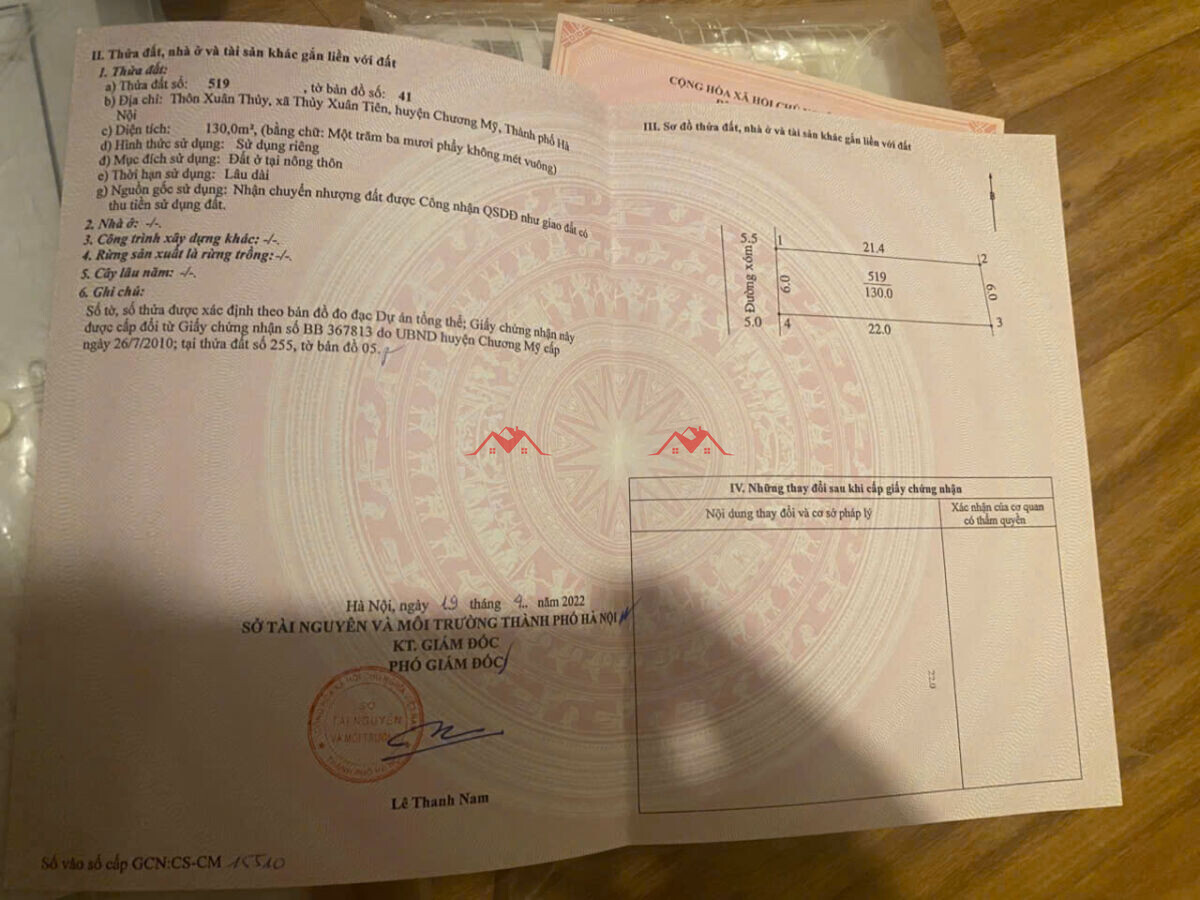 II. Thửa đất, nhà ở và tài sản khác gắn liền với đất
1. Thửa đất:
a) Thửa đất số: 519 , tờ bản đồ số: 41
b) Địa chỉ: Thôn Xuân Thủy, xã Thủy Xuân Tiên, huyện Chương Mỹ, Thành phố Hà
Nội
c) Diện tích: 130,0m², (bằng chữ: Một trăm ba mươi phẩy không mét vuông)
d) Hình thức sử dụng: Sử dụng riêng
đ) Mục đích sử dụng: Đất ở tại nông thôn
e) Thời hạn sử dụng: Lâu dài
g) Nguồn gốc sử dụng: Nhận chuyển nhượng đất được Công nhận QSDĐ như giao đất có
thu tiền sử dụng đất.
2. Nhà ở: -/-.
3. Công trình xây dựng khác: -/-.
4. Rừng sản xuất là rừng trồng: -/-.
5. Cây lâu năm: -/-.
6. Ghi chú:
Số tờ, số thửa được xác định theo bản đồ đo đạc Dự án tổng thể; Giấy chứng nhận này
được cấp đổi từ Giấy chứng nhận số BB 367813 do UBND huyện Chương Mỹ cấp
ngày 26/7/2010; tại thửa đất số 255, tờ bản đồ 05.
Hà Nội, ngày 19 tháng 9.. năm 2022
SỞ TÀI NGUYÊN VÀ MÔI TRƯỜNG THÀNH PHỐ HÀ NỘI
KT. GIÁM ĐỐC
PHÓ GIÁM ĐỐC
SỞ
TÀI NGUYÊN
VÀ MÔI TRƯỜNG
Lê Thanh Nam
Số vào sổ cấp GCN:CS-CM 15510
CỘNG HÒA XÃ HỘI CHỦ
III. Sơ đồ thửa đất, nhà ở và tài sản khác gắn liền với đất
B
5.5
1
21.4
2
Đường xóm
6.0
519
130.0
6.0
5.0
4
22.0
3
IV. Những thay đổi sau khi cấp giấy chứng nhận
Nội dung thay đổi và cơ sở pháp lý
Xác nhận của cơ quan
có thẩm quyền
22.0